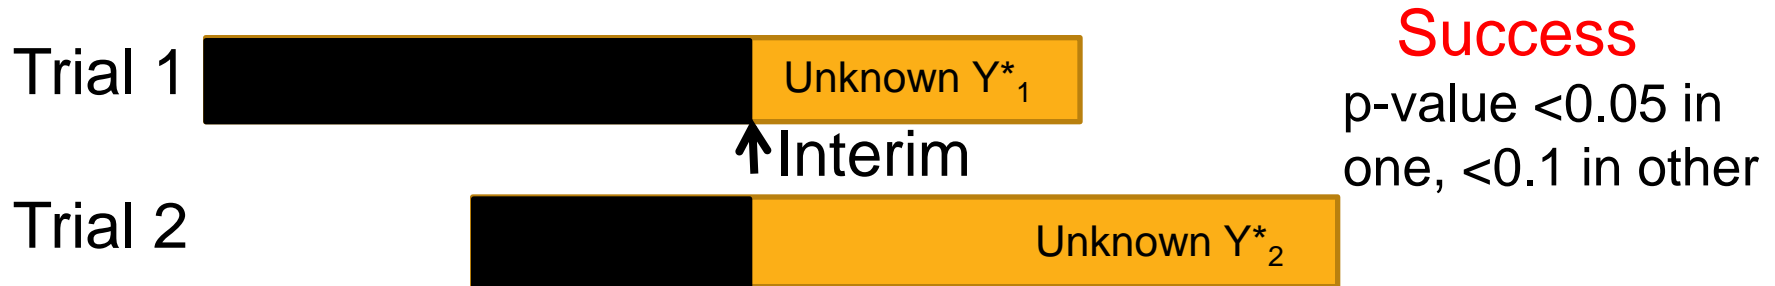 Trial 1
Unknown Y*1
Interim
Trial 2
Unknown Y*2
Success
p-value <0.05 in
one, <0.1 in other